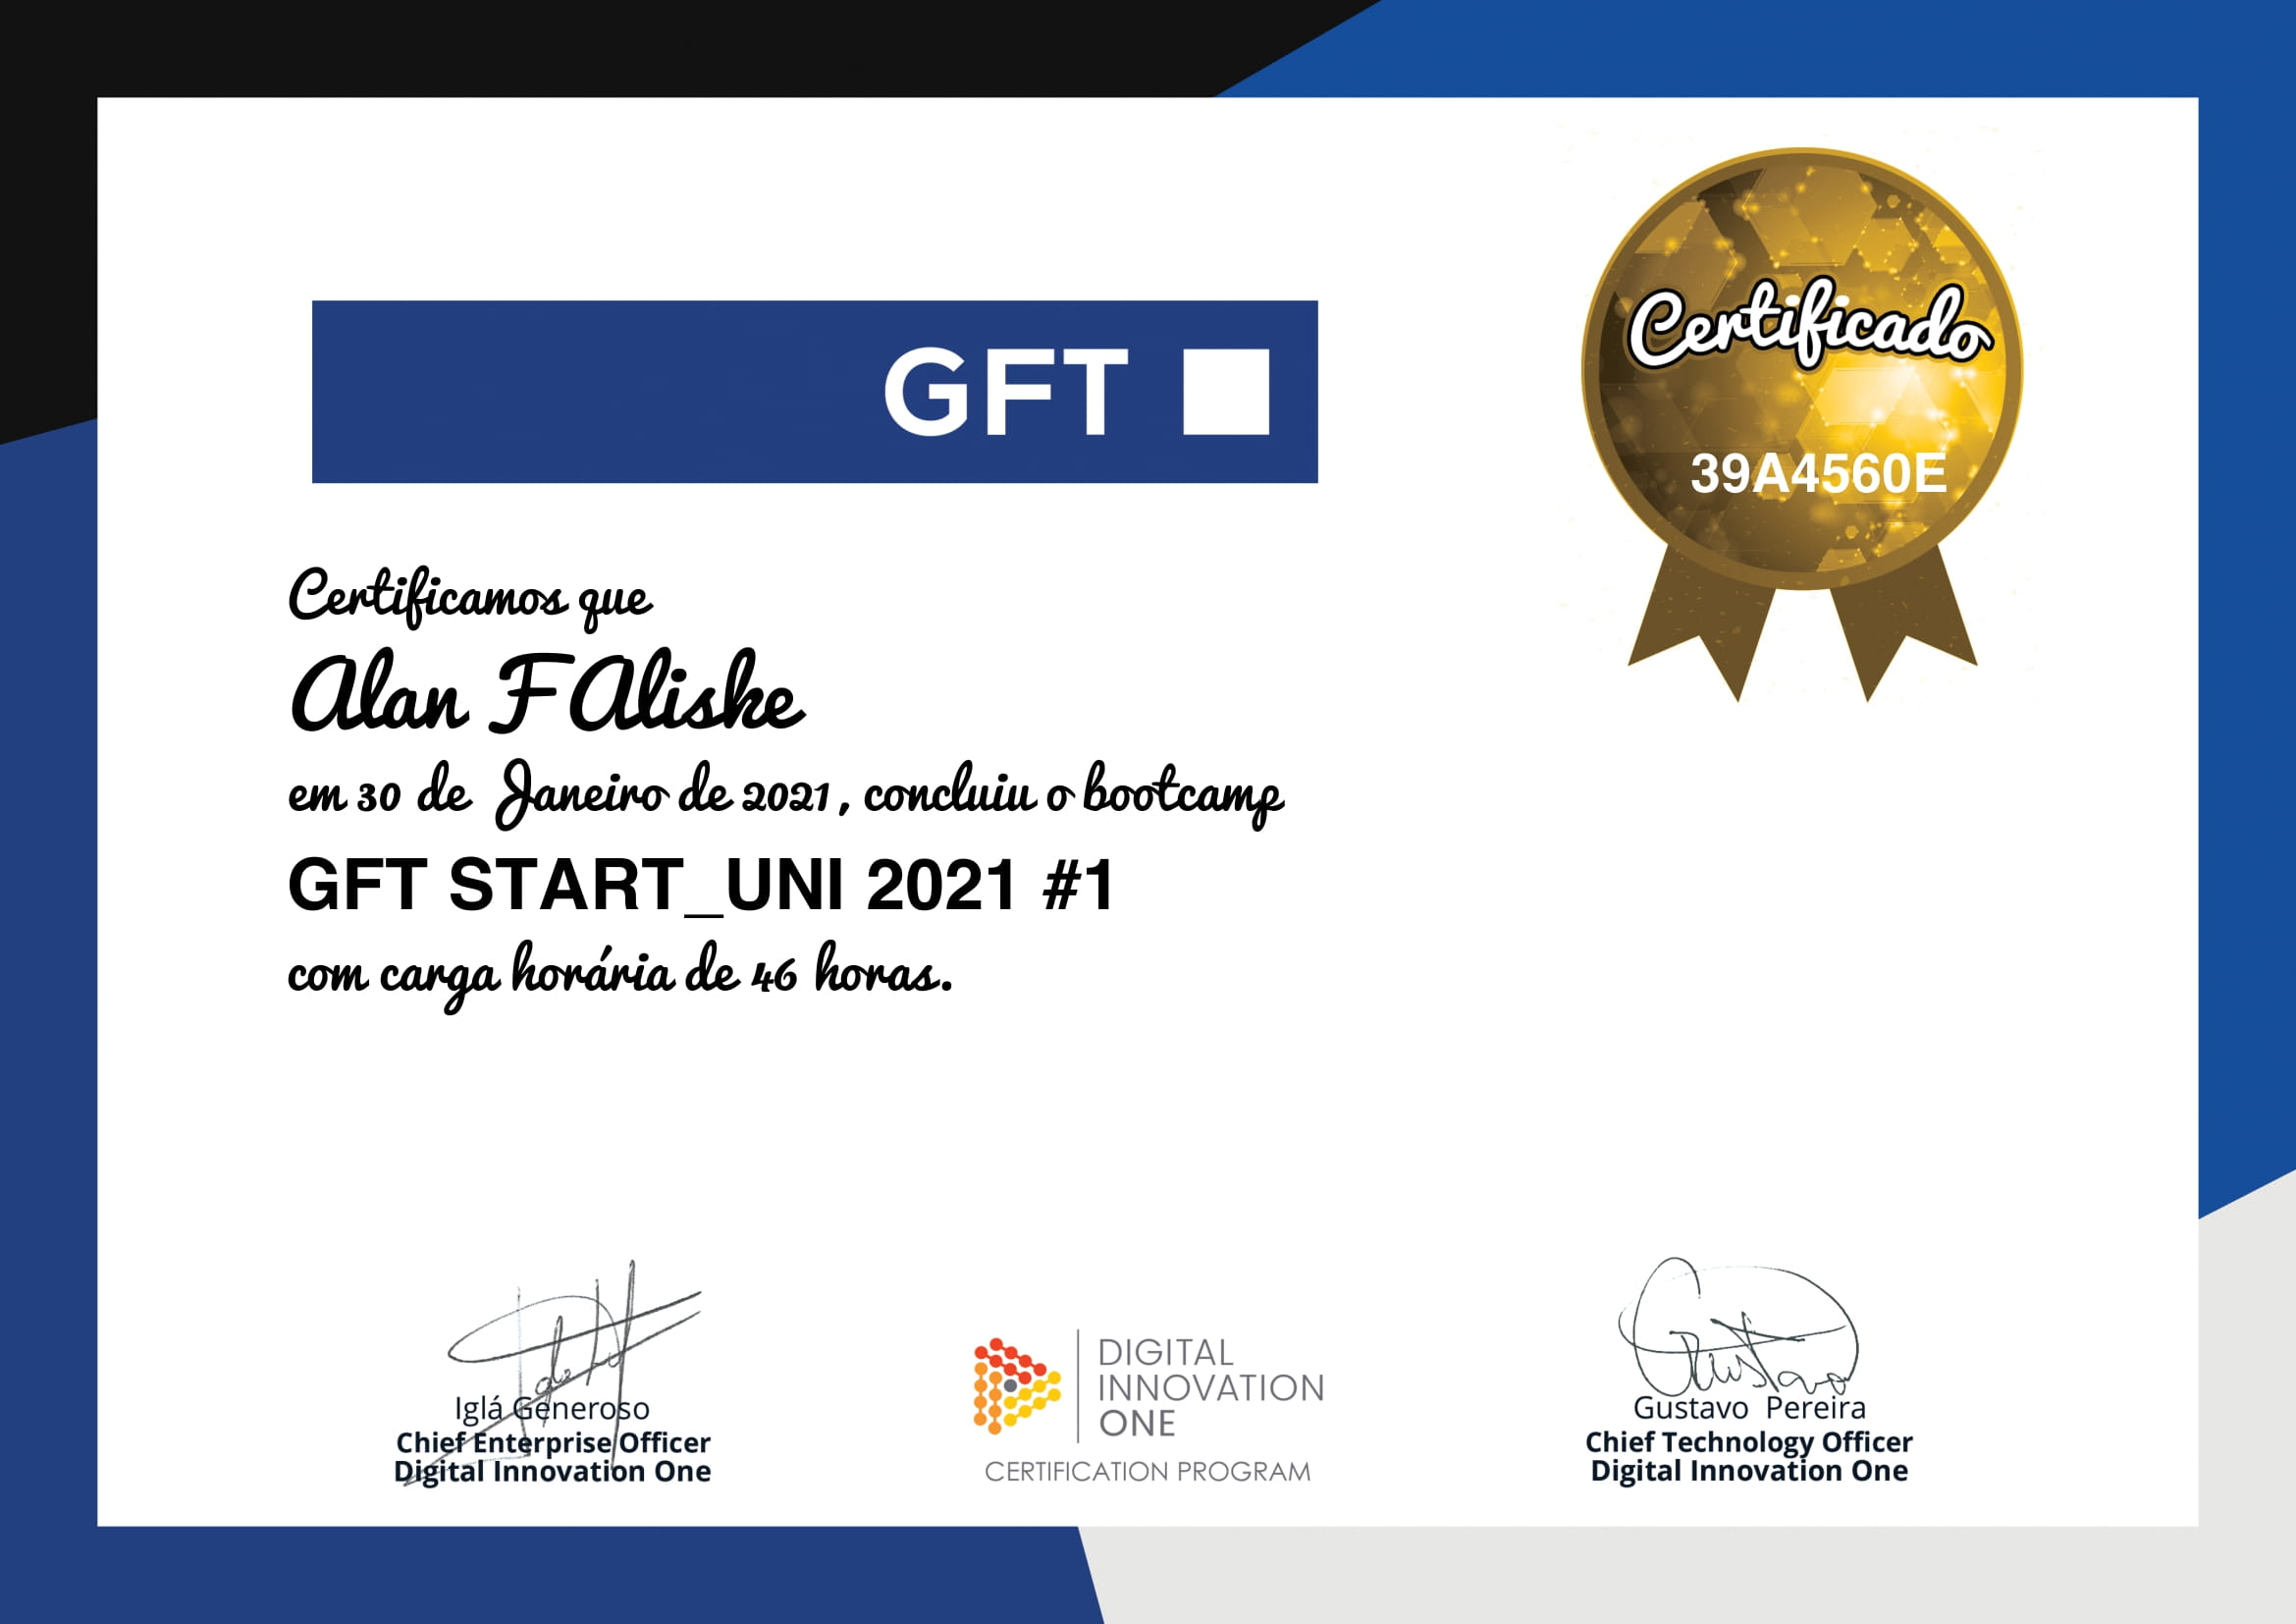 GFT
Certificado
39A4560E
Certificamos que
Alan F Aliske
em 30 de Janeiro de 2021, concluiu o bootcamp
GFT START_UNI 2021 #1
com carga horária de 46 horas.
Iglá Generoso
Chief Enterprise Officer
Digital Innovation One
DIGITAL
INNOVATION
ONE
CERTIFICATION PROGRAM
Gustavo
Gustavo Pereira
Chief Technology Officer
Digital Innovation One